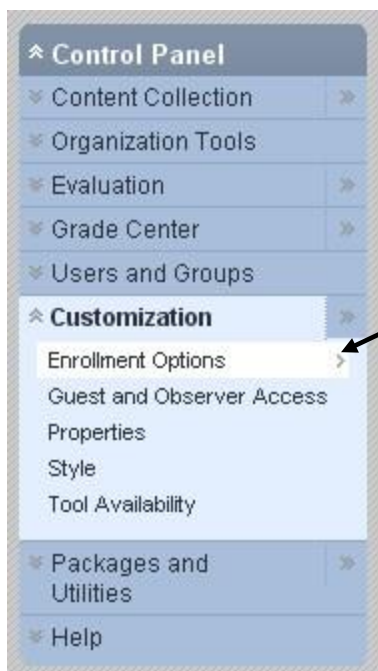 Control Panel
Content Collection
Organization Tools
Evaluation
Grade Center
Users and Groups
Customization
Enrollment Options
Guest and Observer Access
Properties
Style
Tool Availability
Packages and
Utilities
Help